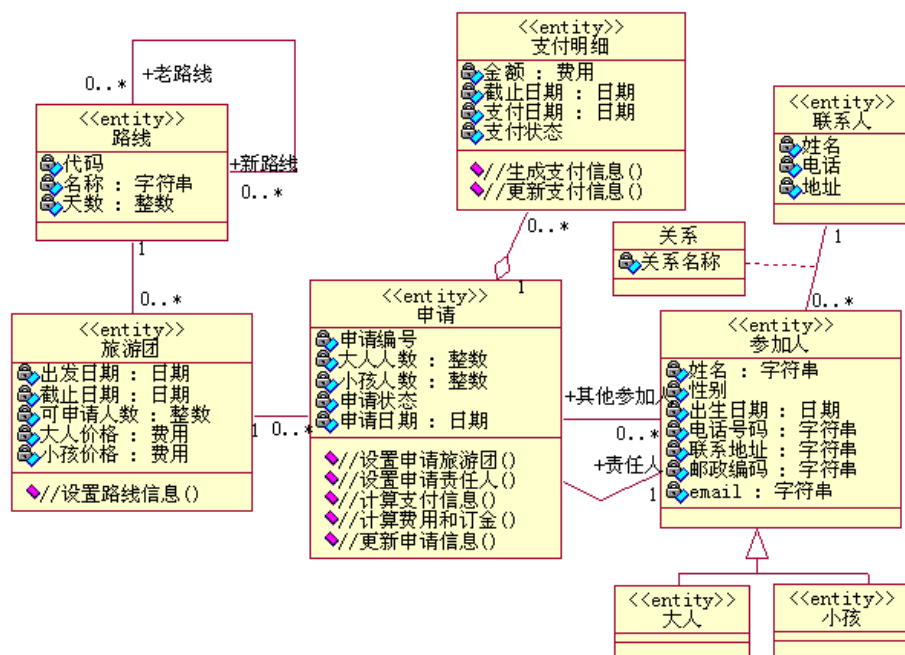 <<entity>>
支付明细
金额 : 费用
截止日期 : 日期
支付日期 : 日期
支付状态
//生成支付信息()
//更新支付信息()
0..*
1
+老路线
0..*
<<entity>>
路线
代码
名称 : 字符串
天数 : 整数
+新路线
0..*
1
0..*
<<entity>>
联系人
姓名
电话
地址
1
0..*
关系
关系名称
<<entity>>
旅游团
出发日期 : 日期
截止日期 : 日期
可申请人数 : 整数
大人价格 : 费用
小孩价格 : 费用
//设置路线信息()
1
0..*
<<entity>>
申请
申请编号
大人人数 : 整数
小孩人数 : 整数
申请状态
申请日期 : 日期
//设置申请旅游团()
//设置申请责任人()
//计算支付信息()
//计算费用和订金()
//更新申请信息()
+其他参加人
0..*
+责任人
1
<<entity>>
参加人
姓名 : 字符串
性别
出生日期 : 日期
电话号码 : 字符串
联系地址 : 字符串
邮政编码 : 字符串
email : 字符串
<<entity>>
大人
<<entity>>
小孩